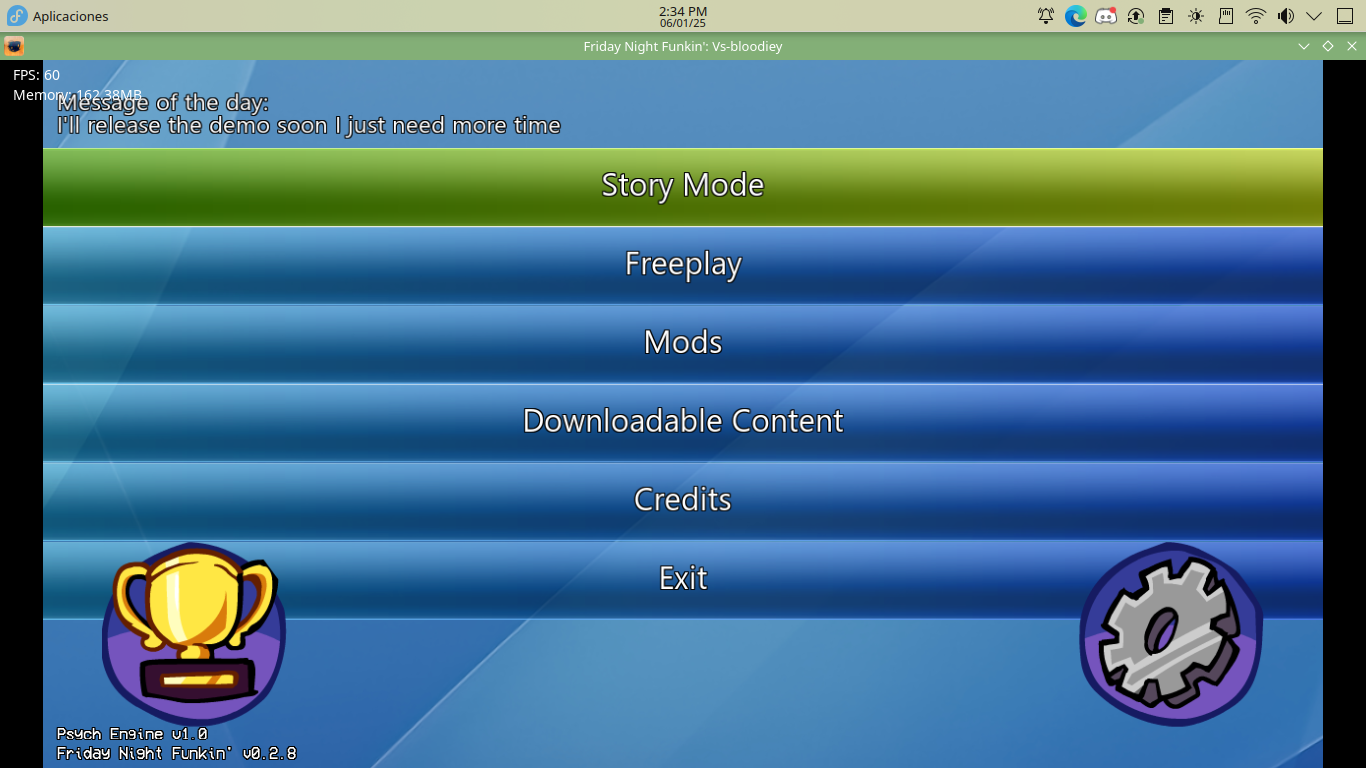 Aplicaciones
2:34 PM
06/01/25
Friday Night Funkin': Vs-bloodiey
FPS: 60
Memory: 162.38MB
Message of the day:
I'll release the demo soon I just need more time
Story Mode
Freeplay
Mods
Downloadable Content
Credits
Exit
Psych Engine v1.0
Friday Night Funkin' v0.2.8